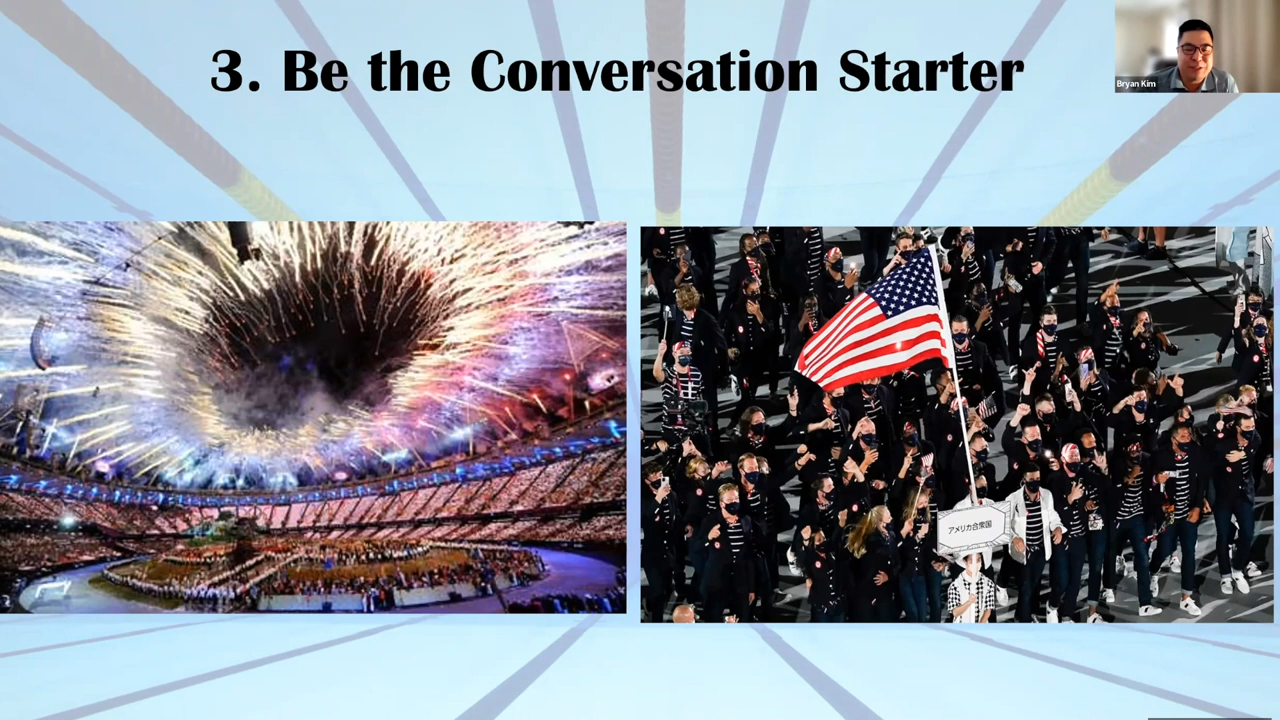 3. Be the Conversation Starter
Bryan Kim
アメリカ合衆国